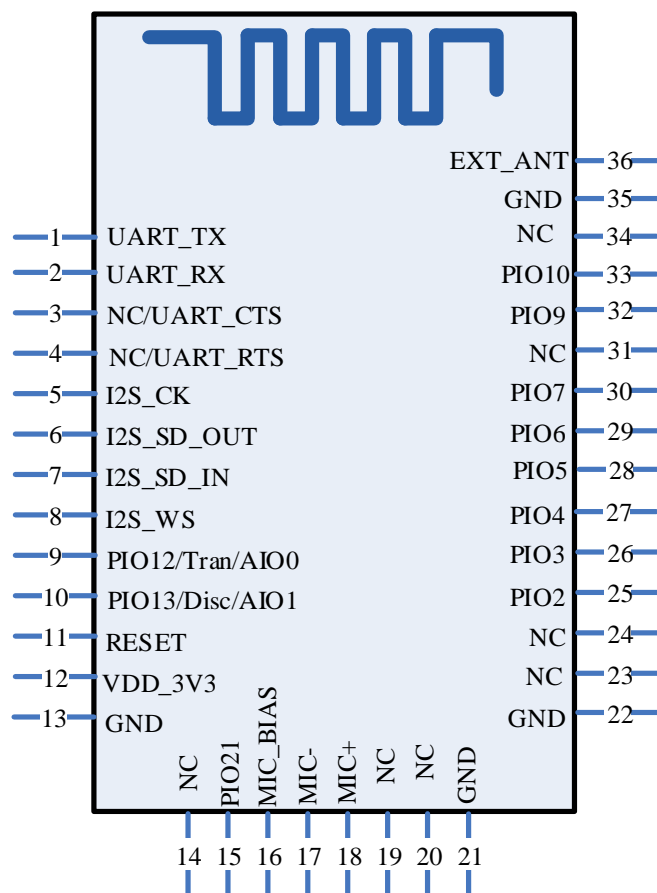 EXT_ANT 36
GND 35
1 UART_TX NC 34
2 UART_RX PIO10 33
3 NC/UART_CTS PIO9 32
4 NC/UART_RTS NC 31
5 I2S_CK PIO7 30
6 I2S_SD_OUT PIO6 29
7 I2S_SD_IN PIO5 28
8 I2S_WS PIO4 27
9 PIO12/Tran/AIO0 PIO3 26
10 PIO13/Disc/AIO1 PIO2 25
11 RESET NC 24
12 VDD_3V3 NC 23
13 GND GND 22
NC PIO21 MIC_BIAS MIC- MIC+ NC NC GND
14 15 16 17 18 19 20 21